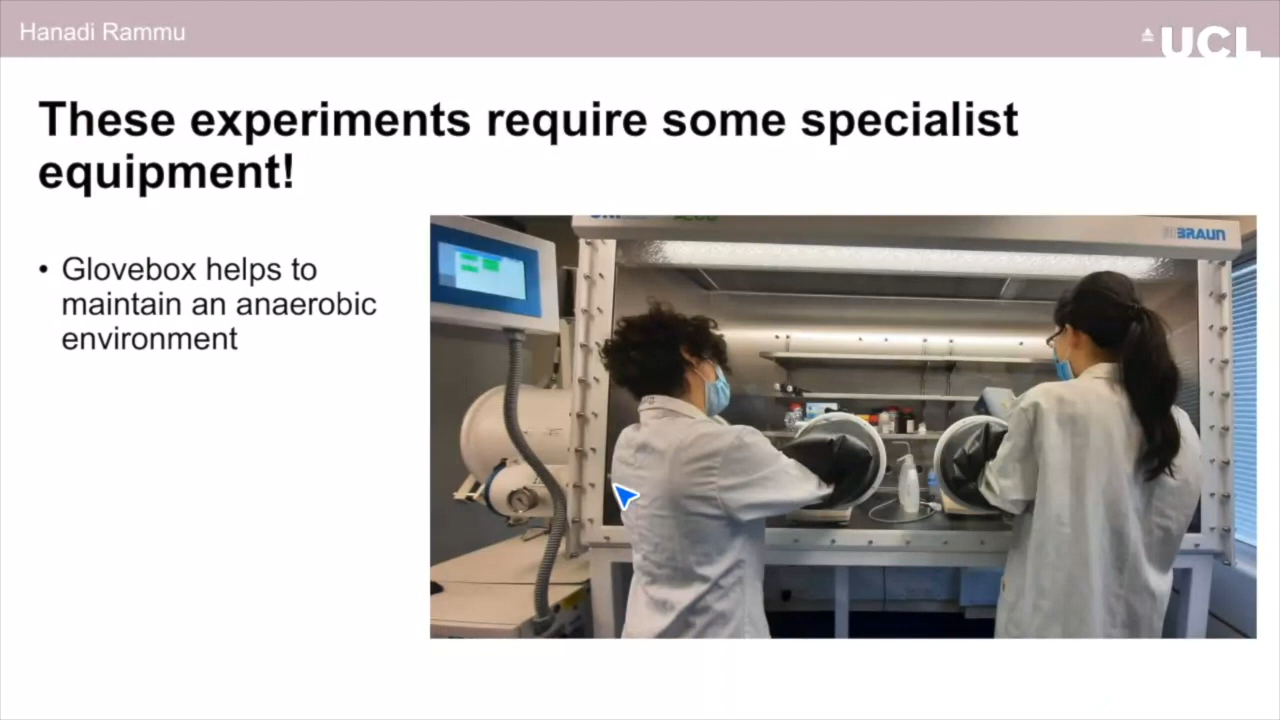 Hanadi Rammu
UCL
These experiments require some specialist
equipment!
• Glovebox helps to
maintain an anaerobic
environment
BRAUN